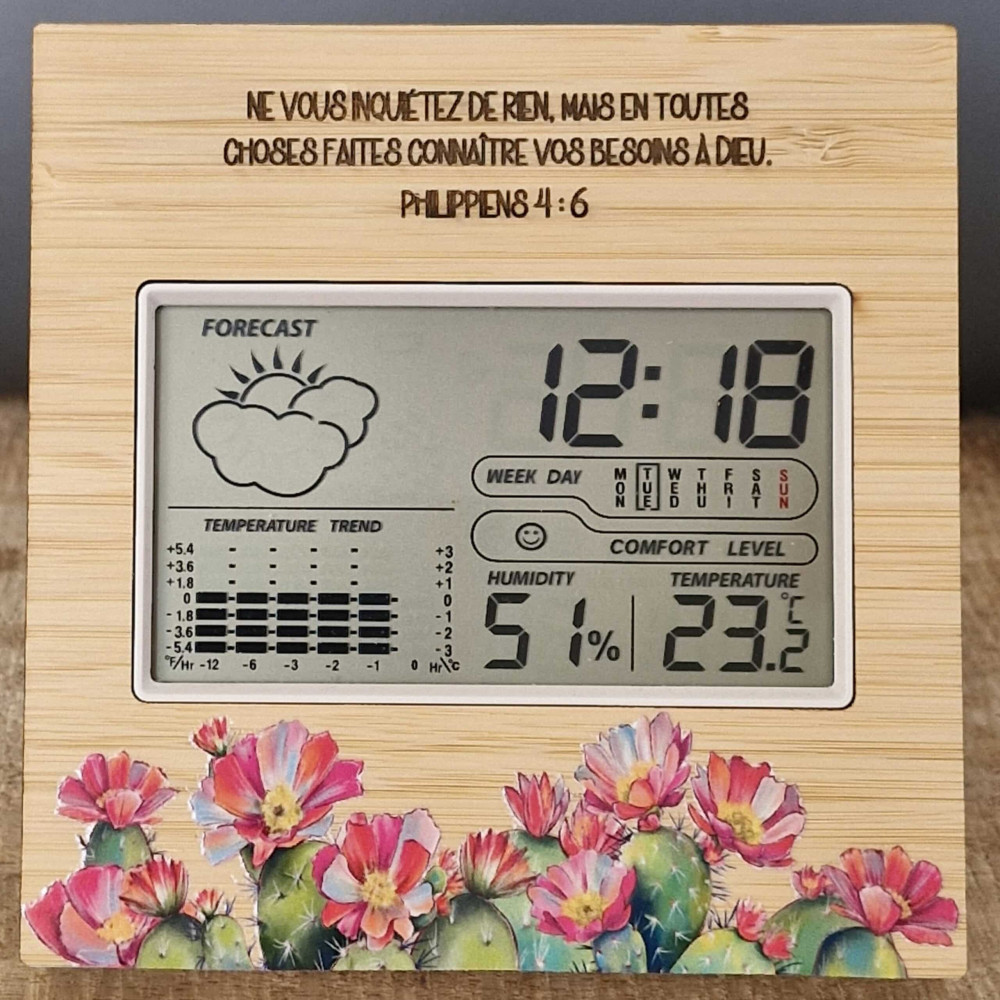 NE VOUS INQUIÉTEZ DE RIEN, MAIS EN TOUTES
CHOSES FAITES CONNAÎTRE VOS BESOINS À DIEU.
PHILIPPIENS 4:6
FORECAST
12:18
WEEK DAY MON TUE WED THU FRI SAT SUN
COMFORT LEVEL
TEMPERATURE TREND
+5.4 +3
+3.6 +2
+1.8 +1
0 0
-1.8 -1
-3.6 -2
-5.4 -3
°F/Hr -12 -6 -3 -2 -1 0 Hr\°C
HUMIDITY TEMPERATURE
51% 23.2 °C